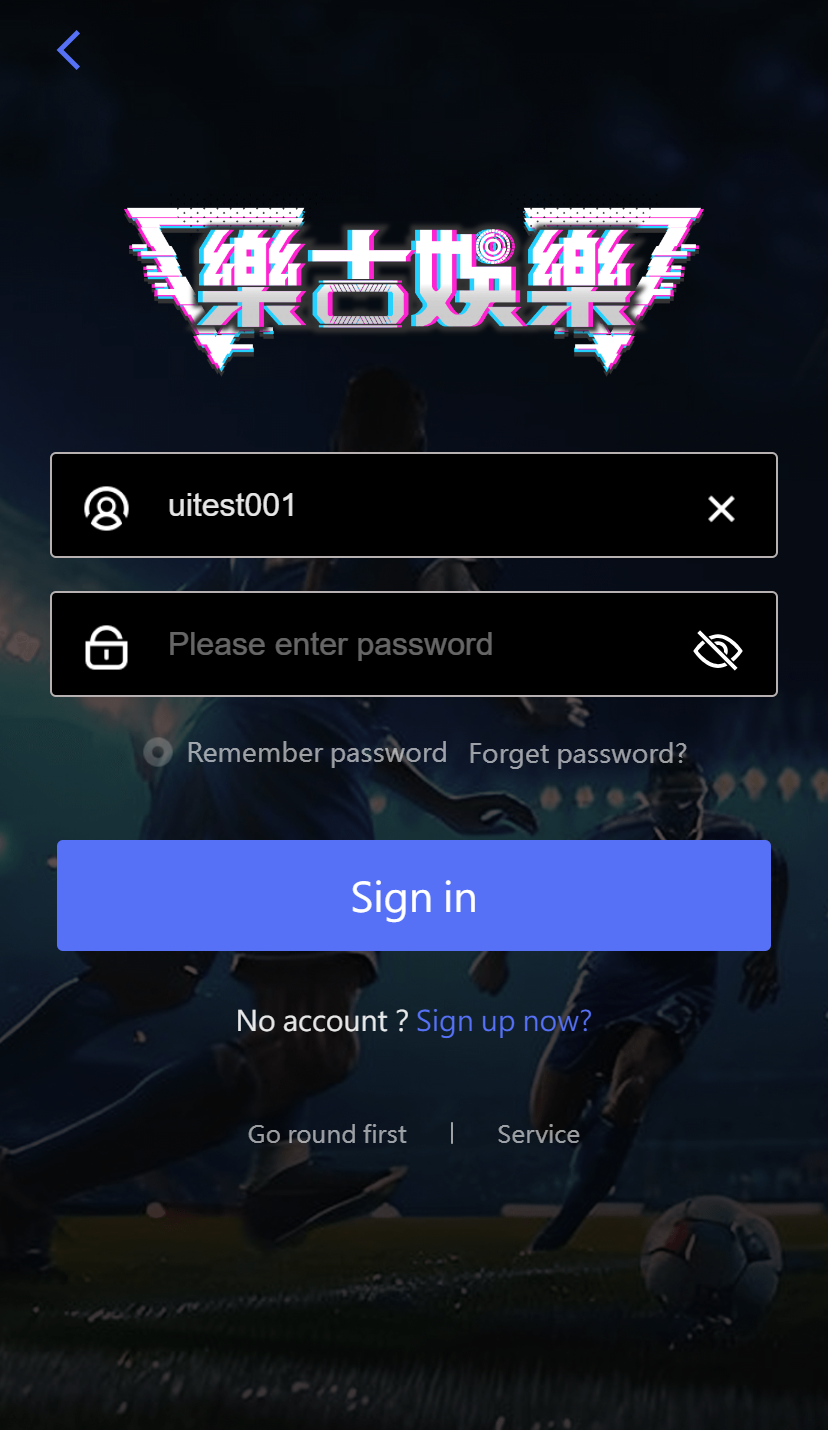 樂吉娛樂
uitest001
Please enter password
Remember password Forget password?
Sign in
No account ? Sign up now?
Go round first | Service